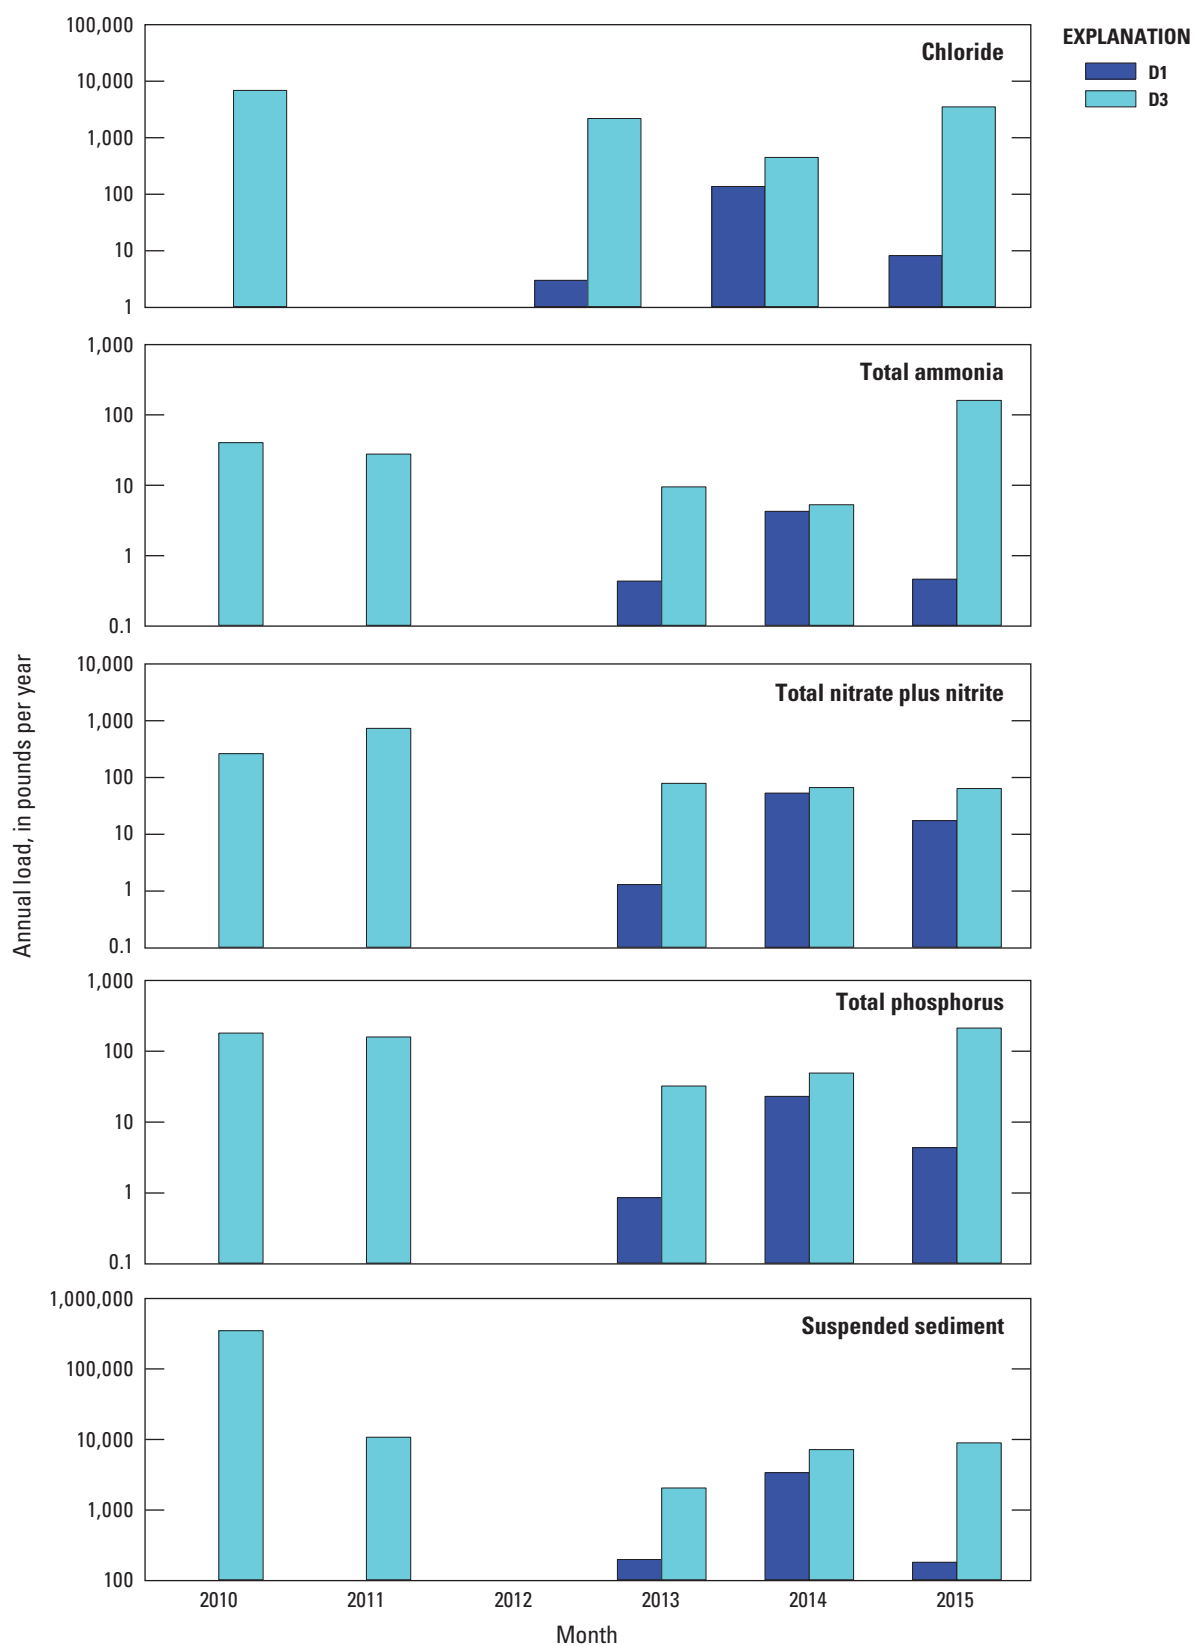 EXPLANATION
D1
D3
Annual load, in pounds per year
Chloride
100,000
10,000
1,000
100
10
1
Total ammonia
1,000
100
10
1
0.1
Total nitrate plus nitrite
10,000
1,000
100
10
1
0.1
Total phosphorus
1,000
100
10
1
0.1
Suspended sediment
1,000,000
100,000
10,000
1,000
100
2010 2011 2012 2013 2014 2015
Month